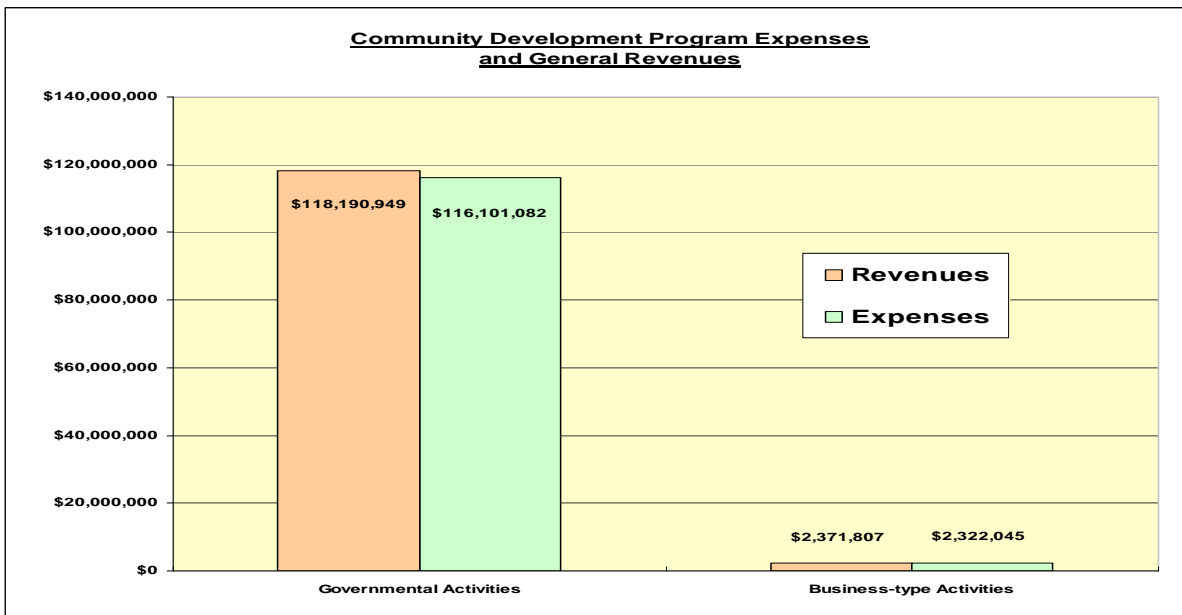 Community Development Program Expenses
and General Revenues
$140,000,000
$120,000,000
$100,000,000
$80,000,000
$60,000,000
$40,000,000
$20,000,000
$0
$118,190,949
$116,101,082
$2,371,807
$2,322,045
Revenues
Expenses
Governmental Activities
Business-type Activities